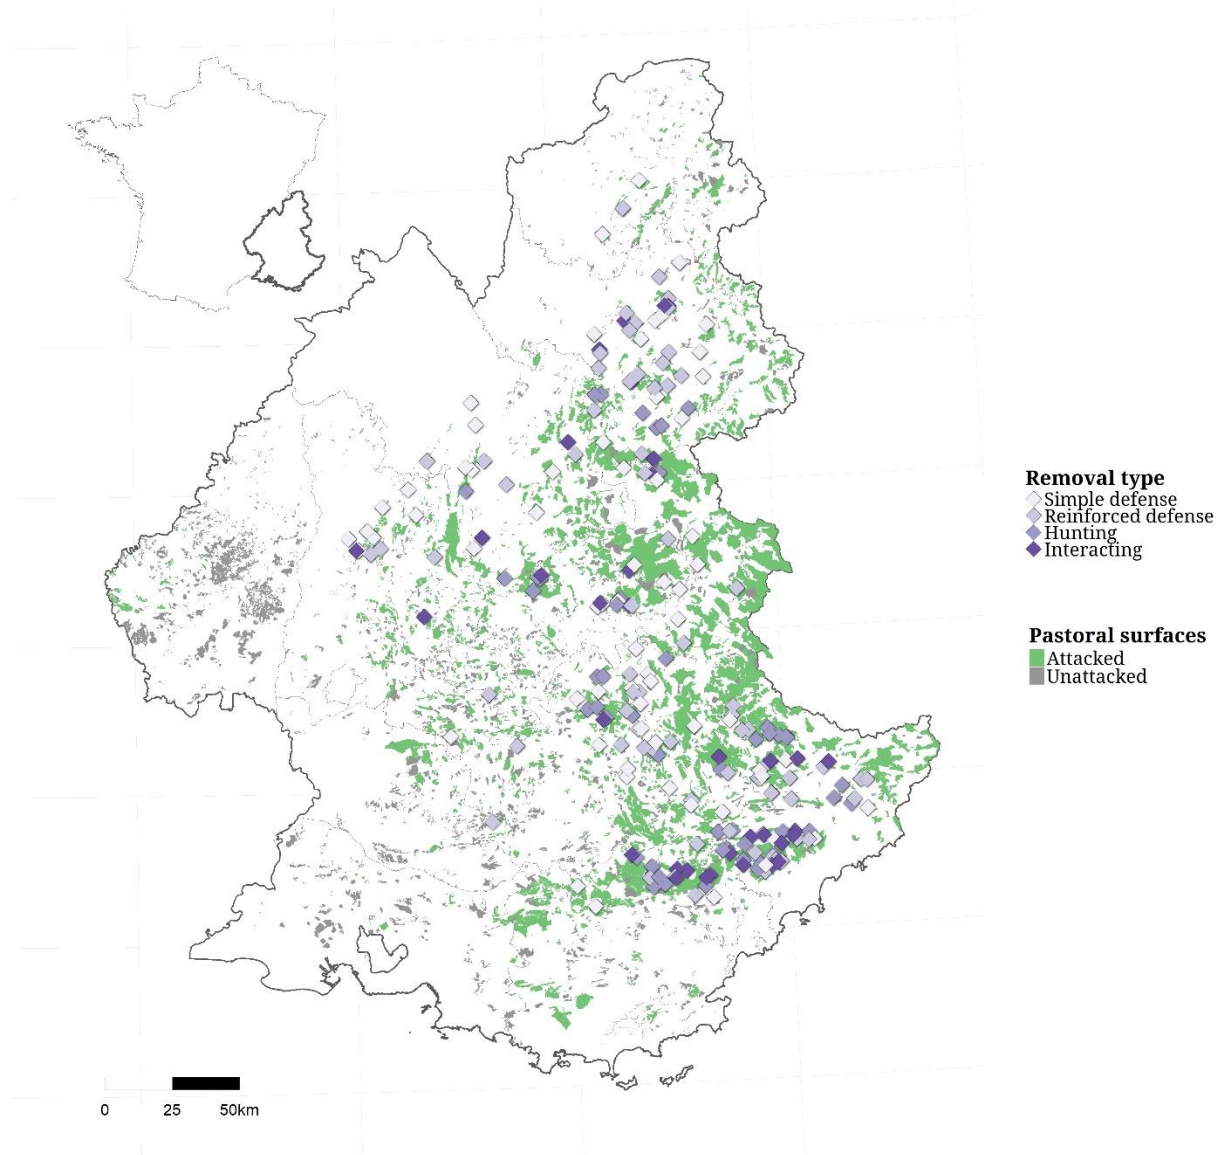 Removal type
Simple defense
Reinforced defense
Hunting
Interacting
Pastoral surfaces
Attacked
Unattacked
0 25 50km